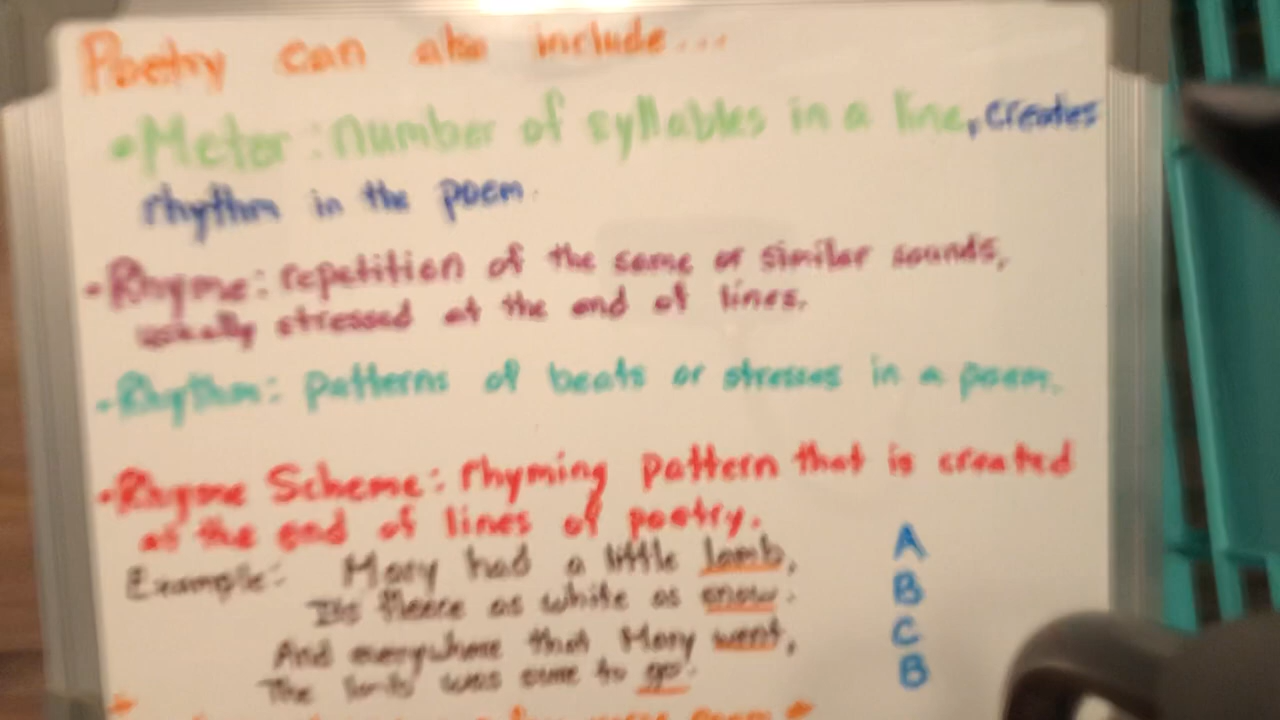 Poetry can also include...
•Meter: number of syllables in a line, creates
rhythm in the poem.
•Rhyme: repetition of the same or similar sounds,
usually stressed at the end of lines.
•Rhythm: patterns of beats or stresses in a poem.
•Rhyme Scheme: rhyming pattern that is created
at the end of lines of poetry.
Example: Mary had a little lamb, A
Its fleece as white as snow. B
And everywhere that Mary went, C
The lamb was sure to go. B
poem *